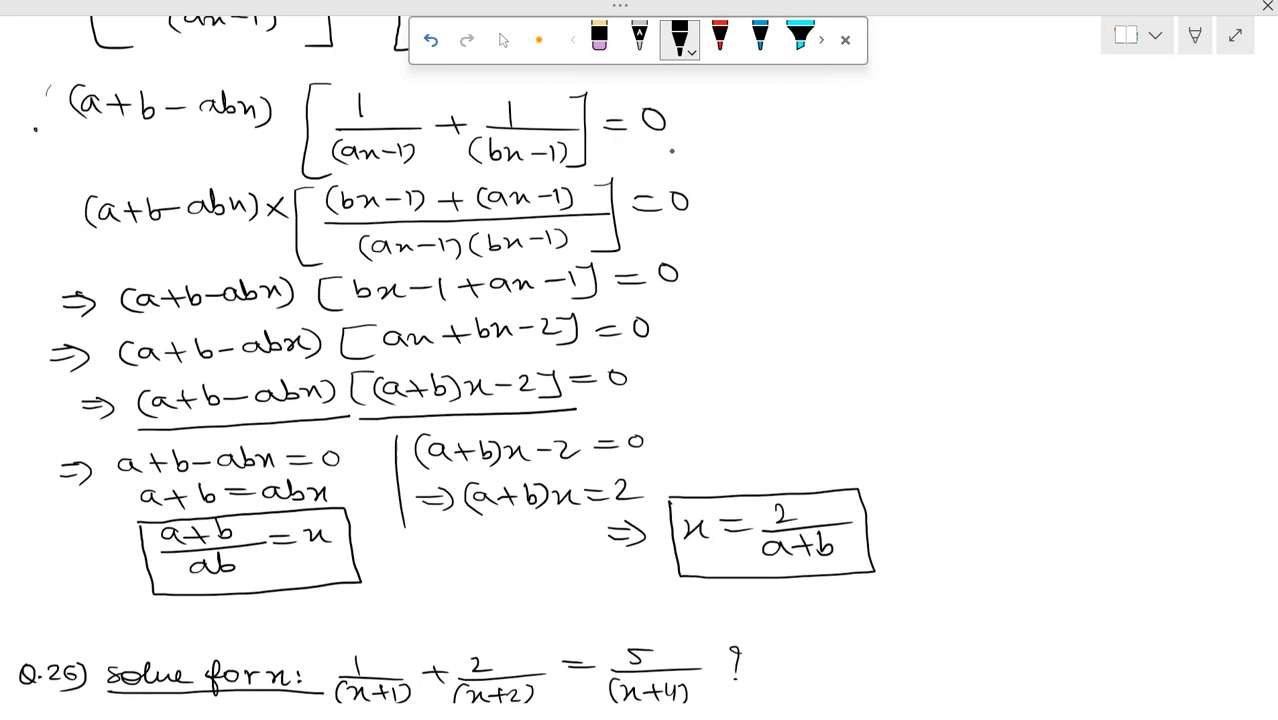 (ax-1)
(a+b-abx) [1/(ax-1) + 1/(bx-1)] = 0
(a+b-abx) × [(bx-1) + (ax-1) / (ax-1)(bx-1)] = 0
⇒ (a+b-abx) [bx-1+ax-1] = 0
⇒ (a+b-abx) [ax+bx-2] = 0
⇒ (a+b-abx) [(a+b)x-2] = 0
⇒ a+b-abx = 0
a+b = abx
a+b/ab = x
(a+b)x-2 = 0
⇒ (a+b)x = 2
⇒ x = 2/a+b
Q.26) solve for x: 1/(x+1) + 2/(x+2) = 5/(x+4) ?